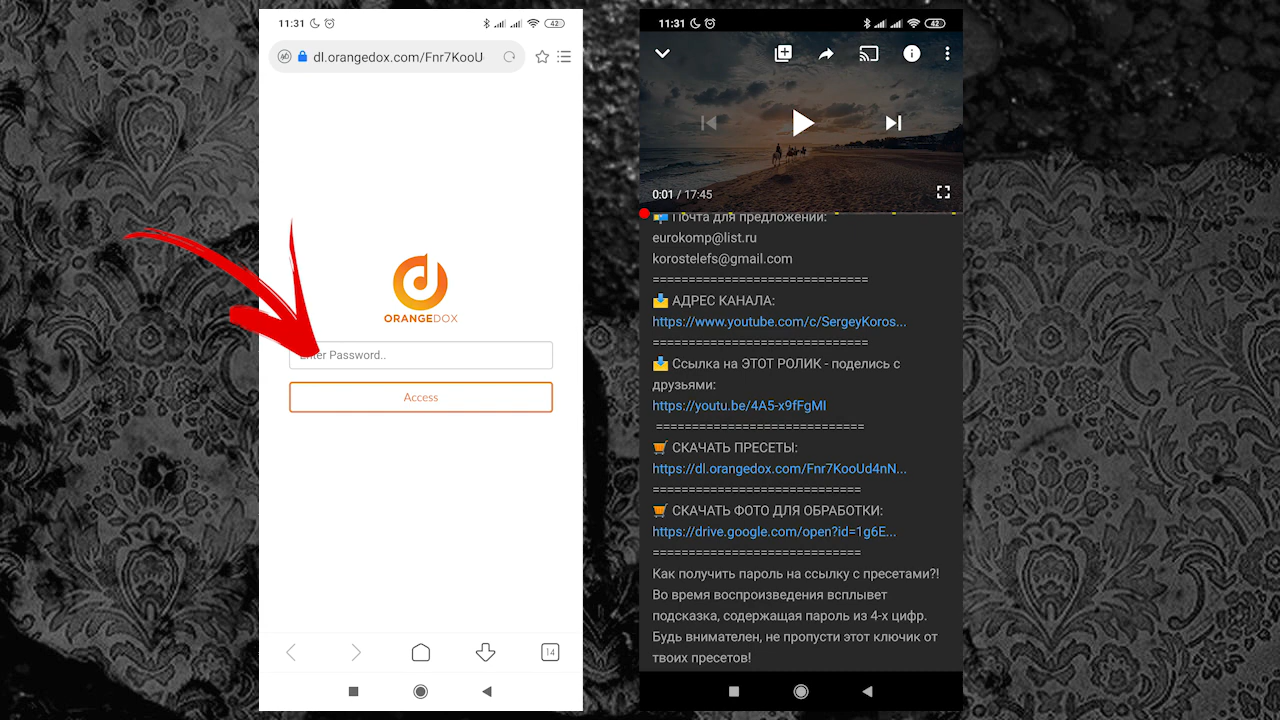 11:31
42
dl.orangedox.com/Fnr7KooU
ORANGEDOX
Enter Password..
Access
14
11:31
42
0:01 / 17:45
Почта для предложений:
eurokomp@list.ru
korostelefs@gmail.com
==============================
АДРЕС КАНАЛА:
https://www.youtube.com/c/SergeyKoros...
==============================
Ссылка на ЭТОТ РОЛИК - поделись с
друзьями:
https://youtu.be/4A5-x9fFgMI
=============================
СКАЧАТЬ ПРЕСЕТЫ:
https://dl.orangedox.com/Fnr7KooUd4nN...
=============================
СКАЧАТЬ ФОТО ДЛЯ ОБРАБОТКИ:
https://drive.google.com/open?id=1g6E...
=============================
Как получить пароль на ссылку с пресетами?!
Во время воспроизведения всплывет
подсказка, содержащая пароль из 4-х цифр.
Будь внимателен, не пропусти этот ключик от
твоих пресетов!